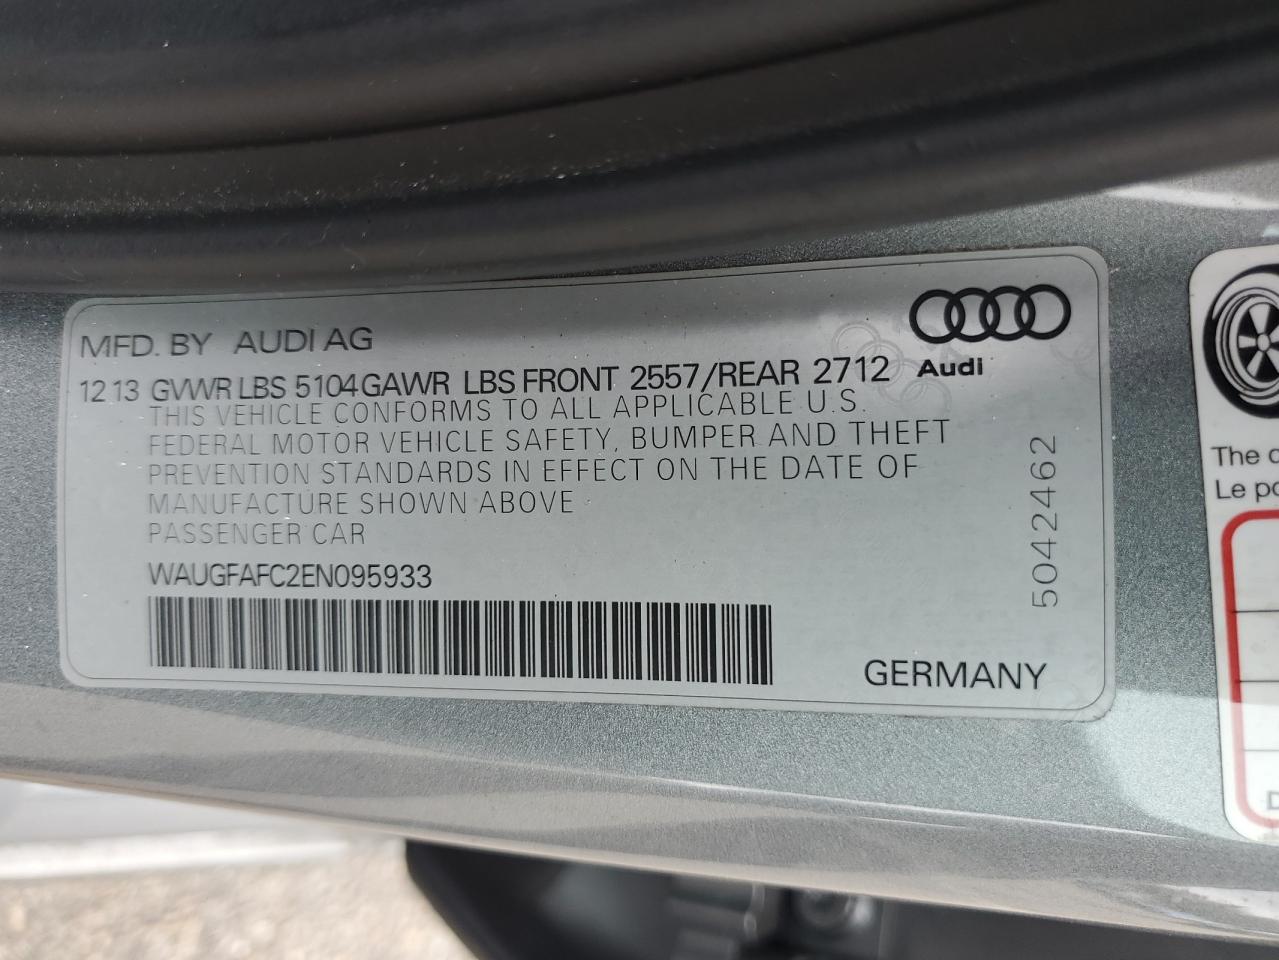 MFD. BY AUDI AG
Audi
12 13 GVWR LBS 5104 GAWR LBS FRONT 2557/REAR 2712
THIS VEHICLE CONFORMS TO ALL APPLICABLE U.S.
FEDERAL MOTOR VEHICLE SAFETY, BUMPER AND THEFT
PREVENTION STANDARDS IN EFFECT ON THE DATE OF
MANUFACTURE SHOWN ABOVE
PASSENGER CAR
WAUGFAFC2EN095933
GERMANY
5042462
The
Le